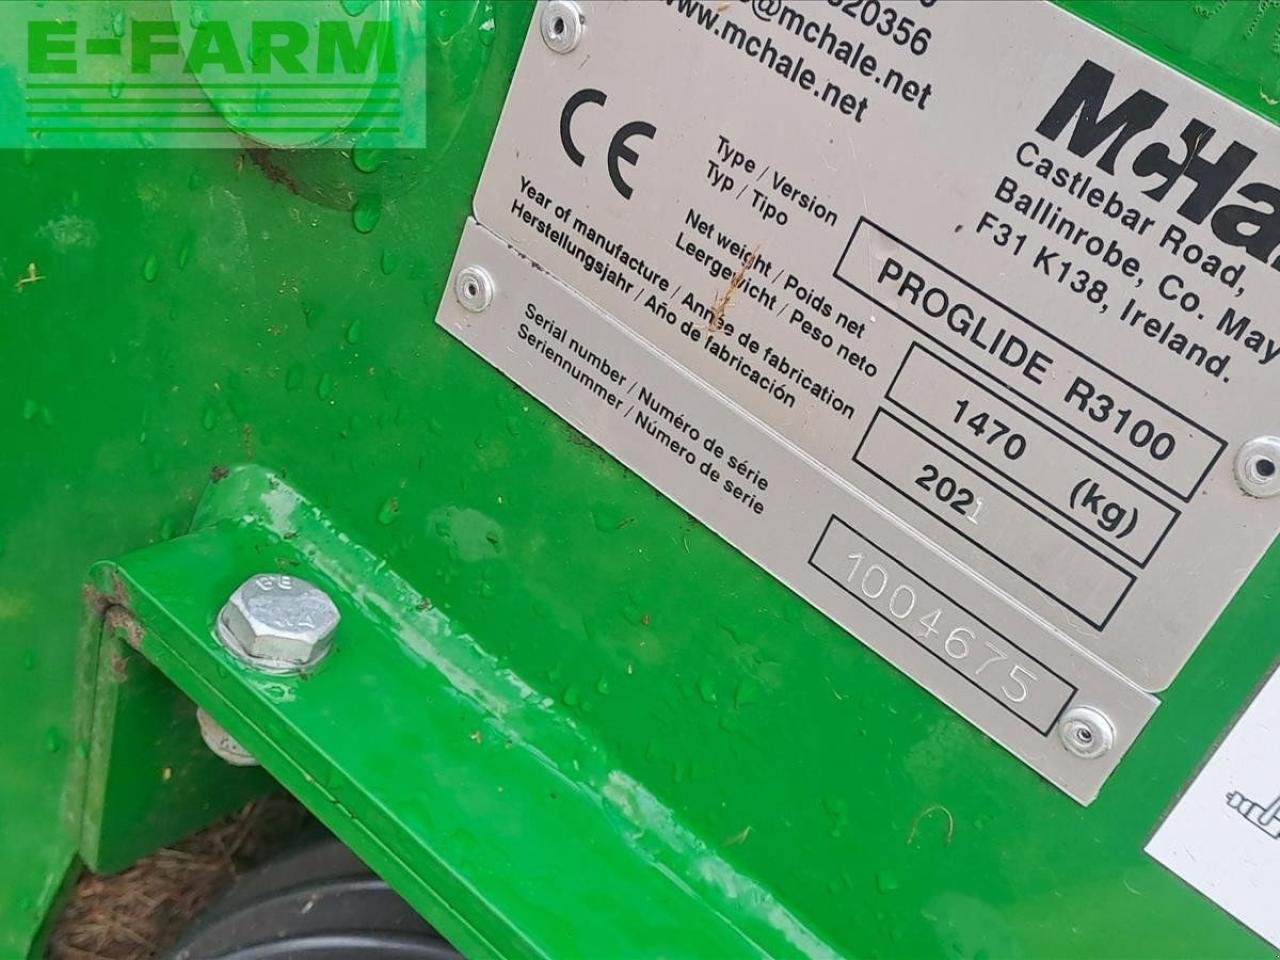 E-FARM
20356
@mchale.net
www.mchale.net
CE
McHa
Castlebar Road,
Ballinrobe, Co. May
F31 K138, Ireland.
Type / Version
Typ / Tipo
PROGLIDE R3100
Net weight / Poids net
Leergewicht / Peso neto
1470 (kg)
Year of manufacture / Année de fabrication
Herstellungsjahr / Año de fabricación
2021
Serial number / Numéro de série
Seriennummer / Número de serie
1004675